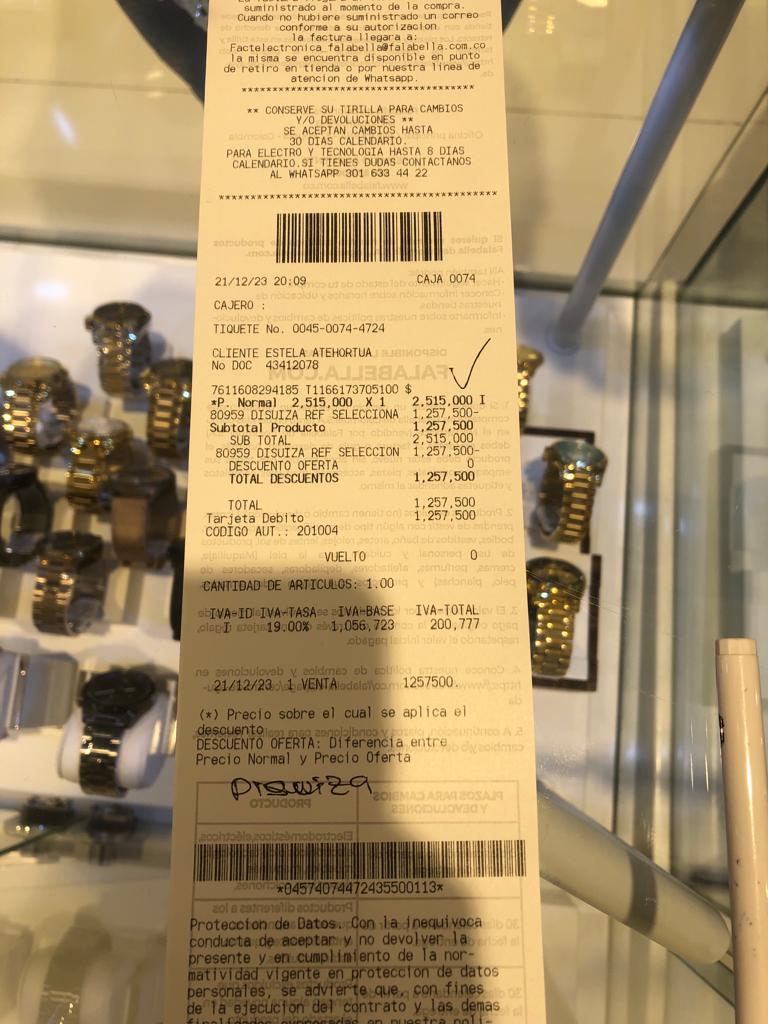 suministrado al momento de la compra.
Cuando no hubiere suministrado un correo
conforme a su autorizacion
la factura llegara a:
Factelectronica_falabella@falabella.com.co
la misma se encuentra disponible en punto
de retiro en tienda o por nuestra linea de
atencion de Whatsapp.
******************************************
** CONSERVE SU TIRILLA PARA CAMBIOS
Y/O DEVOLUCIONES **
SE ACEPTAN CAMBIOS HASTA
30 DIAS CALENDARIO.
PARA ELECTRO Y TECNOLOGIA HASTA 8 DIAS
CALENDARIO.SI TIENES DUDAS CONTACTANOS
AL WHATSAPP 301 633 44 22
******************************************
21/12/23 20:09 CAJA 0074
CAJERO :
TIQUETE No. 0045-0074-4724
CLIENTE ESTELA ATEHORTUA
No DOC 43412078
7611608294185 T1166173705100 $
*P. Normal 2,515,000 X 1 2,515,000 I
80959 DISUIZA REF SELECCIONA 1,257,500-
Subtotal Producto 1,257,500
SUB TOTAL 2,515,000
80959 DISUIZA REF SELECCION 1,257,500-
DESCUENTO OFERTA 0
TOTAL DESCUENTOS 1,257,500
TOTAL 1,257,500
Tarjeta Debito 1,257,500
CODIGO AUT.: 201004
VUELTO 0
CANTIDAD DE ARTICULOS: 1.00
IVA-ID IVA-TASA IVA-BASE IVA-TOTAL
I 19.00% 1,056,723 200,777
21/12/23 1 VENTA 1257500.
(*) Precio sobre el cual se aplica el
descuento
DESCUENTO OFERTA: Diferencia entre
Precio Normal y Precio Oferta
*04574074472435500113*
Proteccion de Datos. Con la inequivoca
conducta de aceptar y no devolver la
presente y en cumplimiento de la nor-
matividad vigente en proteccion de datos
personales, se advierte que, con fines
de la ejecucion del contrato y las demas